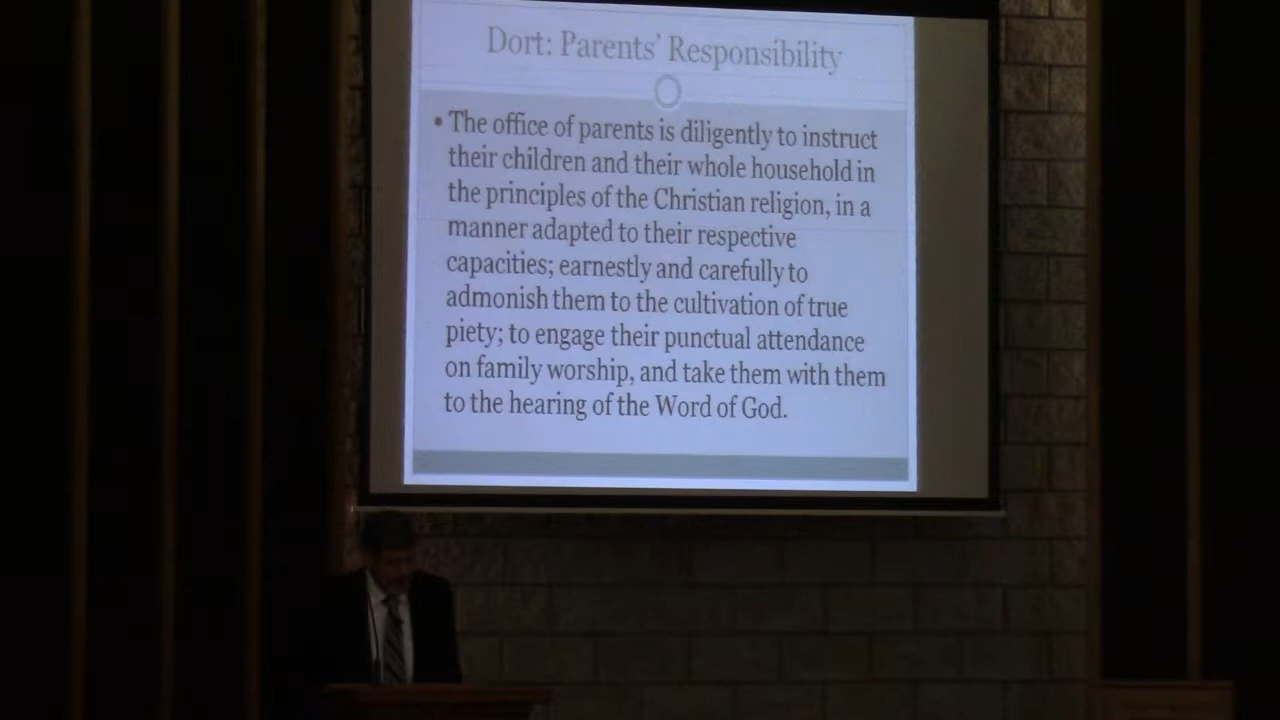 Dort: Parents' Responsibility
• The office of parents is diligently to instruct
their children and their whole household in
the principles of the Christian religion, in a
manner adapted to their respective
capacities; earnestly and carefully to
admonish them to the cultivation of true
piety; to engage their punctual attendance
on family worship, and take them with them
to the hearing of the Word of God.